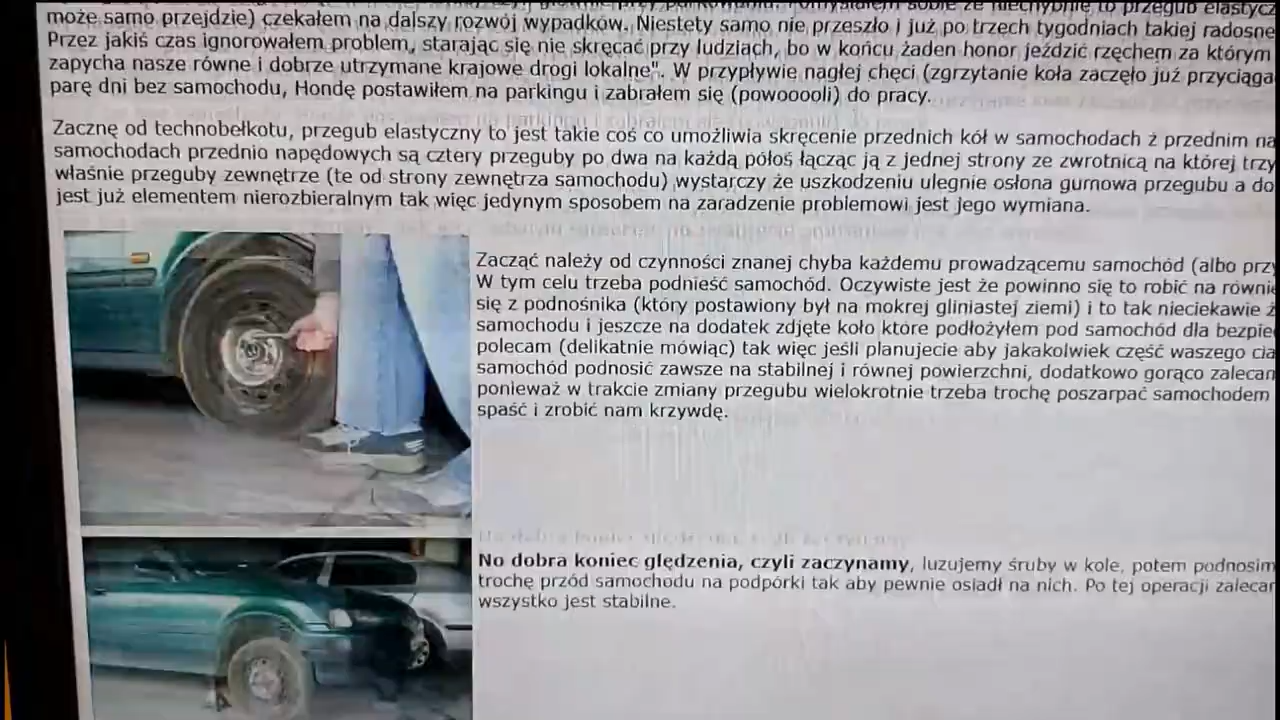 może samo przejdzie) czekałem na dalszy rozwój wypadków. Niestety samo nie przeszło i już po trzech tygodniach takiej radosne
Przez jakiś czas ignorowałem problem, starając się nie skręcać przy ludziach, bo w końcu żaden honor jeździć rzęchem za którym
zapycha nasze równe i dobrze utrzymane krajowe drogi lokalne". W przypływie nagłej chęci (zgrzytanie koła zaczęło już przyciąga
parę dni bez samochodu, Hondę postawiłem na parkingu i zabrałem się (powooooli) do pracy.
Zacznę od technobełkotu, przegub elastyczny to jest takie coś co umożliwia skręcenie przednich kół w samochodach z przednim na
samochodach przednio napędowych są cztery przeguby po dwa na każdą półoś łącząc ją z jednej strony ze zwrotnicą na której trzy
właśnie przeguby zewnętrze (te od strony zewnętrza samochodu) wystarczy że uszkodzeniu ulegnie osłona gumowa przegubu a do
jest już elementem nierozbieralnym tak więc jedynym sposobem na zaradzenie problemowi jest jego wymiana.
Zacząć należy od czynności znanej chyba każdemu prowadzącemu samochód (albo przy
W tym celu trzeba podnieść samochód. Oczywiste jest że powinno się to robić na równie
się z podnośnika (który postawiony był na mokrej gliniastej ziemi) i to tak nieciekawie ż
samochodu i jeszcze na dodatek zdjęte koło które podłożyłem pod samochód dla bezpie
polecam (delikatnie mówiąc) tak więc jeśli planujecie aby jakakolwiek część waszego cia
samochód podnosić zawsze na stabilnej i równej powierzchni, dodatkowo gorąco zalecam
ponieważ w trakcie zmiany przegubu wielokrotnie trzeba trochę poszarpać samochodem
spaść i zrobić nam krzywdę.
No dobra koniec ględzenia, czyli zaczynamy, luzujemy śruby w kole, potem podnosim
trochę przód samochodu na podpórki tak aby pewnie osiadł na nich. Po tej operacji zalecam
wszystko jest stabilne.